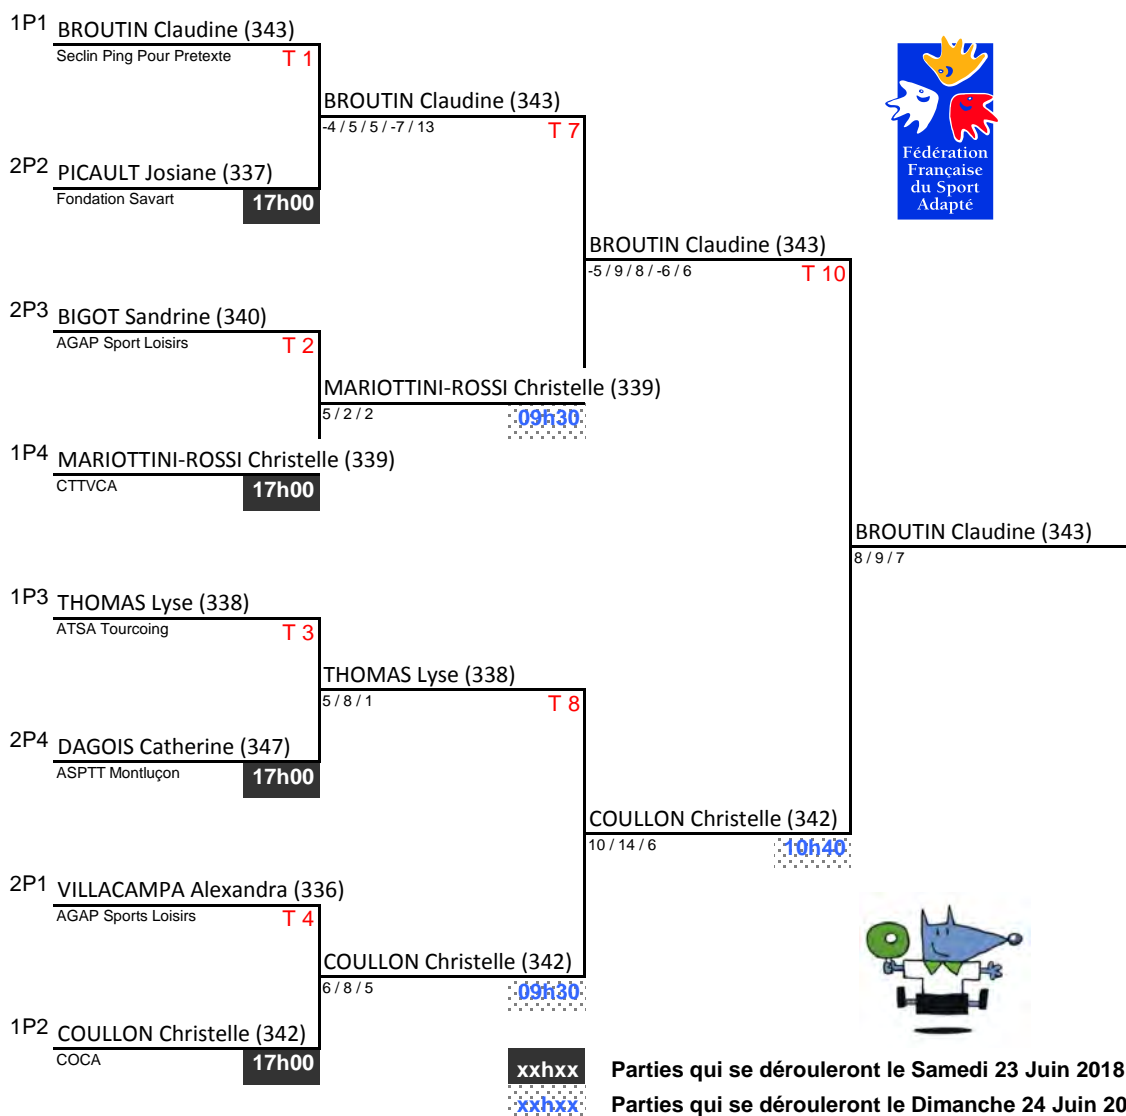 1P1 BROUTIN Claudine (343)
Seclin Ping Pour Pretexte T 1
BROUTIN Claudine (343)
-4 / 5 / 5 / -7 / 13 T 7
2P2 PICAULT Josiane (337)
Fondation Savart 17h00
Fédération
Française
du Sport
Adapté
BROUTIN Claudine (343)
-5 / 9 / 8 / -6 / 6 T 10
2P3 BIGOT Sandrine (340)
AGAP Sport Loisirs T 2
MARIOTTINI-ROSSI Christelle (339)
5 / 2 / 2 09h30
1P4 MARIOTTINI-ROSSI Christelle (339)
CTTVCA 17h00
BROUTIN Claudine (343)
8 / 9 / 7
1P3 THOMAS Lyse (338)
ATSA Tourcoing T 3
THOMAS Lyse (338)
5 / 8 / 1 T 8
2P4 DAGOIS Catherine (347)
ASPTT Montluçon 17h00
COULLON Christelle (342)
10 / 14 / 6 10h40
2P1 VILLACAMPA Alexandra (336)
AGAP Sports Loisirs T 4
COULLON Christelle (342)
6 / 8 / 5 09h30
1P2 COULLON Christelle (342)
COCA 17h00
xxhxx Parties qui se dérouleront le Samedi 23 Juin 2018
xxhxx Parties qui se dérouleront le Dimanche 24 Juin 20